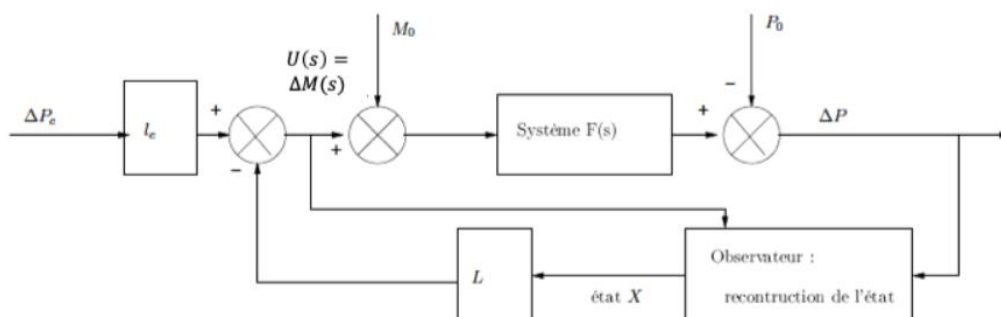 M₀
P₀
U(s) =
ΔM(s)
ΔPₑ
lₑ
+
+
-
+
-
Système F(s)
+
ΔP
-
L
état X
Observateur :
recontruction de l'état